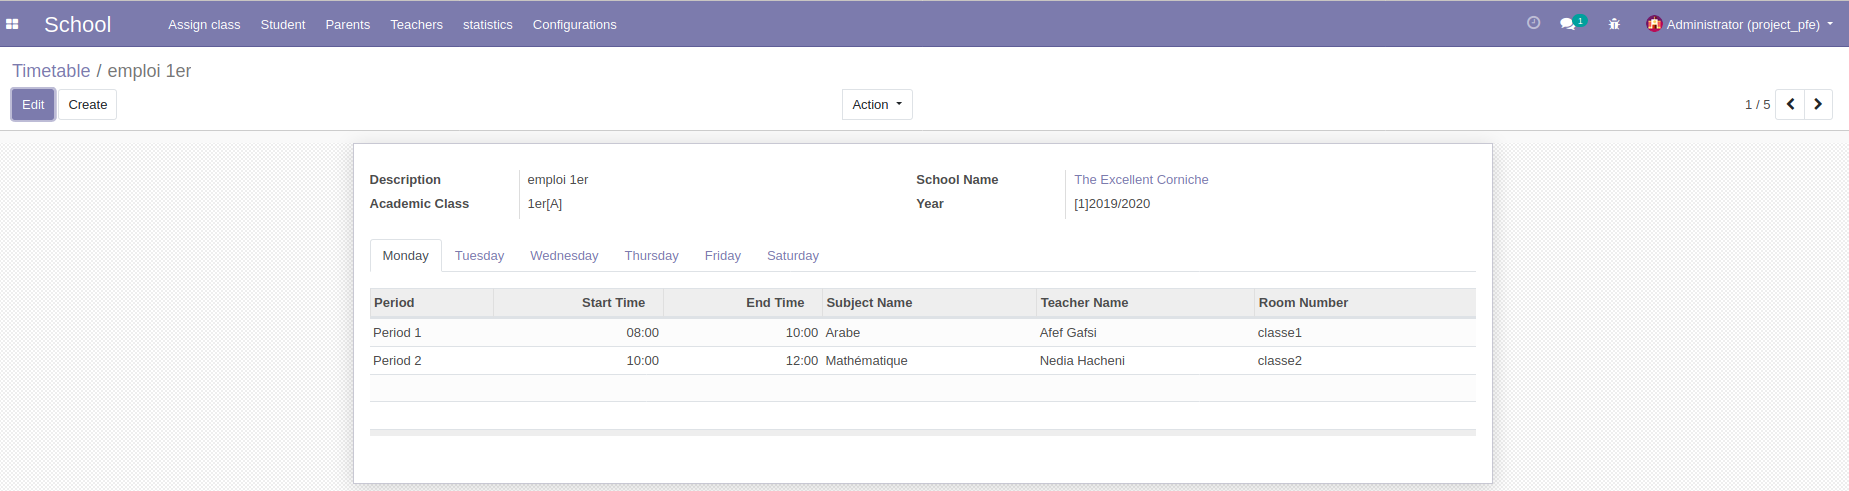 School Assign class Student Parents Teachers statistics Configurations 1 Administrator (project_pfe)
Timetable / emploi 1er
Edit Create Action 1 / 5
Description emploi 1er School Name The Excellent Corniche
Academic Class 1er[A] Year [1]2019/2020
Monday Tuesday Wednesday Thursday Friday Saturday
Period Start Time End Time Subject Name Teacher Name Room Number
Period 1 08:00 10:00 Arabe Afef Gafsi classe1
Period 2 10:00 12:00 Mathématique Nedia Hacheni classe2